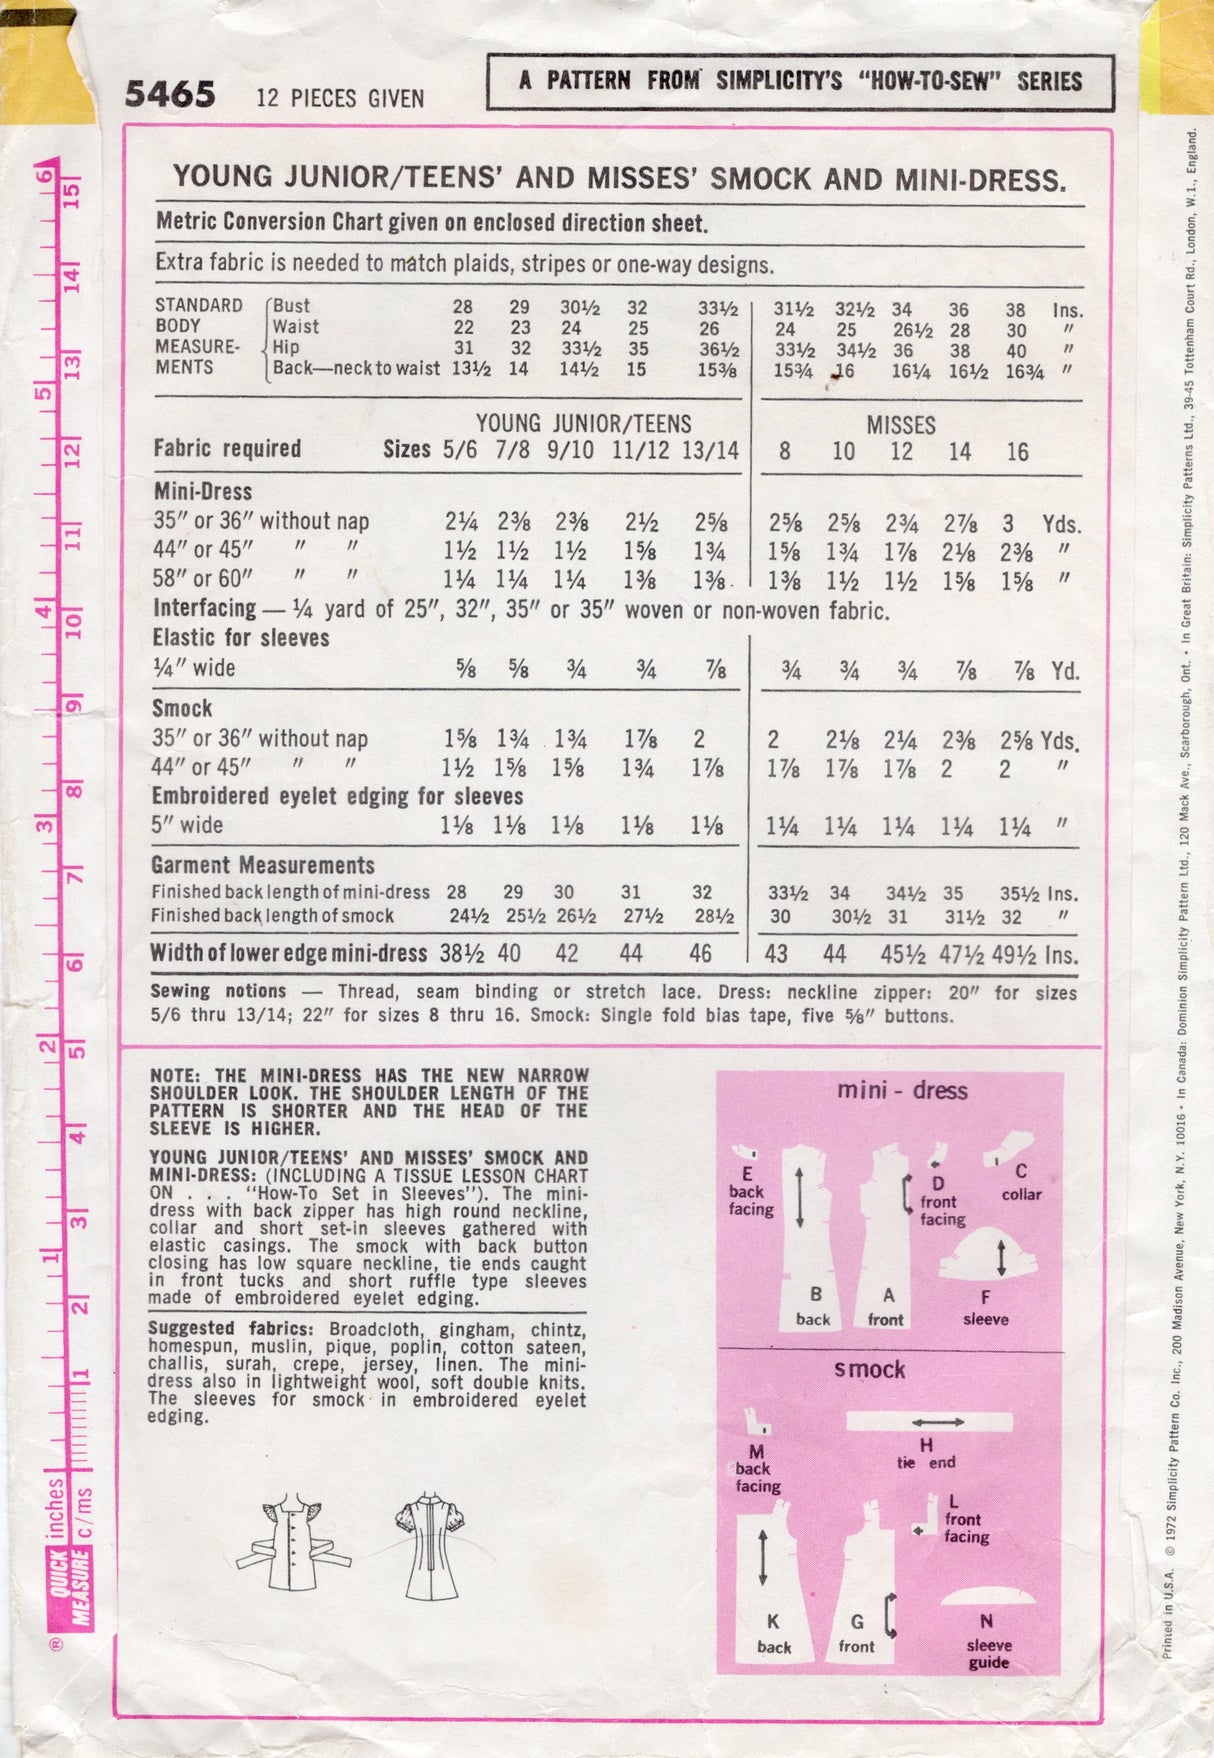 5465 12 PIECES GIVEN
A PATTERN FROM SIMPLICITY'S "HOW-TO-SEW" SERIES
YOUNG JUNIOR/TEENS' AND MISSES' SMOCK AND MINI-DRESS.
Metric Conversion Chart given on enclosed direction sheet.
Extra fabric is needed to match plaids, stripes or one-way designs.
STANDARD Bust 28 29 30½ 32 33½ 31½ 32½ 34 36 38 Ins.
BODY Waist 22 23 24 25 26 24 25 26½ 28 30 "
MEASURE- Hip 31 32 33½ 35 36½ 33½ 34½ 36 38 40 "
MENTS Back—neck to waist 13½ 14 14½ 15 15⅜ 15¾ 16 16¼ 16½ 16¾ "
YOUNG JUNIOR/TEENS MISSES
Fabric required Sizes 5/6 7/8 9/10 11/12 13/14 8 10 12 14 16
Mini-Dress
35" or 36" without nap 2¼ 2⅜ 2⅜ 2½ 2⅝ 2⅝ 2⅝ 2¾ 2⅞ 3 Yds.
44" or 45" " " 1½ 1½ 1½ 1⅝ 1¾ 1⅝ 1¾ 1⅞ 2⅛ 2⅜ "
58" or 60" " " 1¼ 1¼ 1¼ 1⅜ 1⅜ 1⅜ 1½ 1½ 1⅝ 1⅝ "
Interfacing — ¼ yard of 25", 32", 35" or 35" woven or non-woven fabric.
Elastic for sleeves
¼" wide ⅝ ⅝ ¾ ¾ ⅞ ¾ ¾ ¾ ⅞ ⅞ Yd.
Smock
35" or 36" without nap 1⅝ 1¾ 1¾ 1⅞ 2 2 2⅛ 2¼ 2⅜ 2⅝ Yds.
44" or 45" " " 1½ 1⅝ 1⅝ 1¾ 1⅞ 1⅞ 1⅞ 1⅞ 2 2 "
Embroidered eyelet edging for sleeves
5" wide 1⅛ 1⅛ 1⅛ 1⅛ 1⅛ 1¼ 1¼ 1¼ 1¼ 1¼ "
Garment Measurements
Finished back length of mini-dress 28 29 30 31 32 33½ 34 34½ 35 35½ Ins.
Finished back length of smock 24½ 25½ 26½ 27½ 28½ 30 30½ 31 31½ 32 "
Width of lower edge mini-dress 38½ 40 42 44 46 43 44 45½ 47½ 49½ Ins.
Sewing notions — Thread, seam binding or stretch lace. Dress: neckline zipper: 20" for sizes
5/6 thru 13/14; 22" for sizes 8 thru 16. Smock: Single fold bias tape, five ⅝" buttons.
NOTE: THE MINI-DRESS HAS THE NEW NARROW
SHOULDER LOOK. THE SHOULDER LENGTH OF THE
PATTERN IS SHORTER AND THE HEAD OF THE
SLEEVE IS HIGHER.
YOUNG JUNIOR/TEENS' AND MISSES' SMOCK AND
MINI-DRESS: (INCLUDING A TISSUE LESSON CHART
ON . . . "How-To Set in Sleeves"). The mini-
dress with back zipper has high round neckline,
collar and short set-in sleeves gathered with
elastic casings. The smock with back button
closing has low square neckline, tie ends caught
in front tucks and short ruffle type sleeves
made of embroidered eyelet edging.
Suggested fabrics: Broadcloth, gingham, chintz,
homespun, muslin, pique, poplin, cotton sateen,
challis, surah, crepe, jersey, linen. The mini-
dress also in lightweight wool, soft double knits.
The sleeves for smock in embroidered eyelet
edging.
mini - dress
E
back
facing
D
front
facing
C
collar
B
back
A
front
F
sleeve
smock
M
back
facing
H
tie end
L
front
facing
K
back
G
front
N
sleeve
guide
6 5 4 3 2 1
15 14 13 12 11 10 9 8 7 6 5 4 3 2 1
QUICK inches
MEASURE c/ms
®
Printed in U.S.A. © 1972 Simplicity Pattern Co. Inc., 200 Madison Avenue, New York, N.Y. 10016 • In Canada: Dominion Simplicity Pattern Ltd., 120 Mack Ave., Scarborough, Ont. • In Great Britain: Simplicity Patterns Ltd., 39-45 Tottenham Court Rd., London, W.1., England.